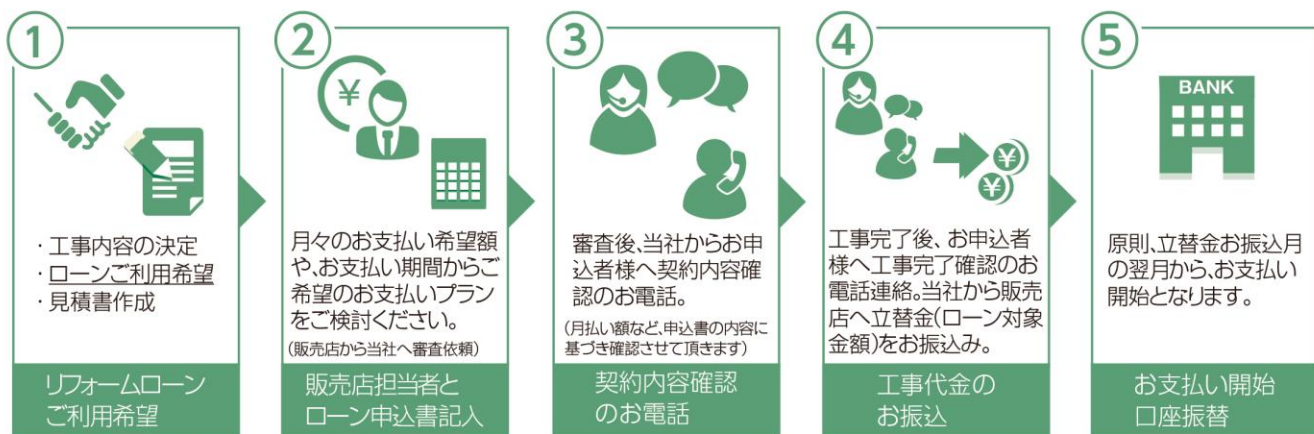 1
・工事内容の決定
・ローンご利用希望
・見積書作成
リフォームローン
ご利用希望
2
¥
月々のお支払い希望額
や、お支払い期間からご
希望のお支払いプラン
をご検討ください。
(販売店から当社へ審査依頼)
販売店担当者と
ローン申込書記入
3
審査後、当社からお申
込者様へ契約内容確
認のお電話。
(月払い額など、申込書の内容に
基づき確認させて頂きます)
契約内容確認
のお電話
4
¥
¥
工事完了後、お申込者
様へ工事完了確認のお
電話連絡。当社から販売
店へ立替金(ローン対象
金額)をお振込み。
工事代金の
お振込
5
BANK
原則、立替金お振込月
の翌月から、お支払い
開始となります。
お支払い開始
口座振替